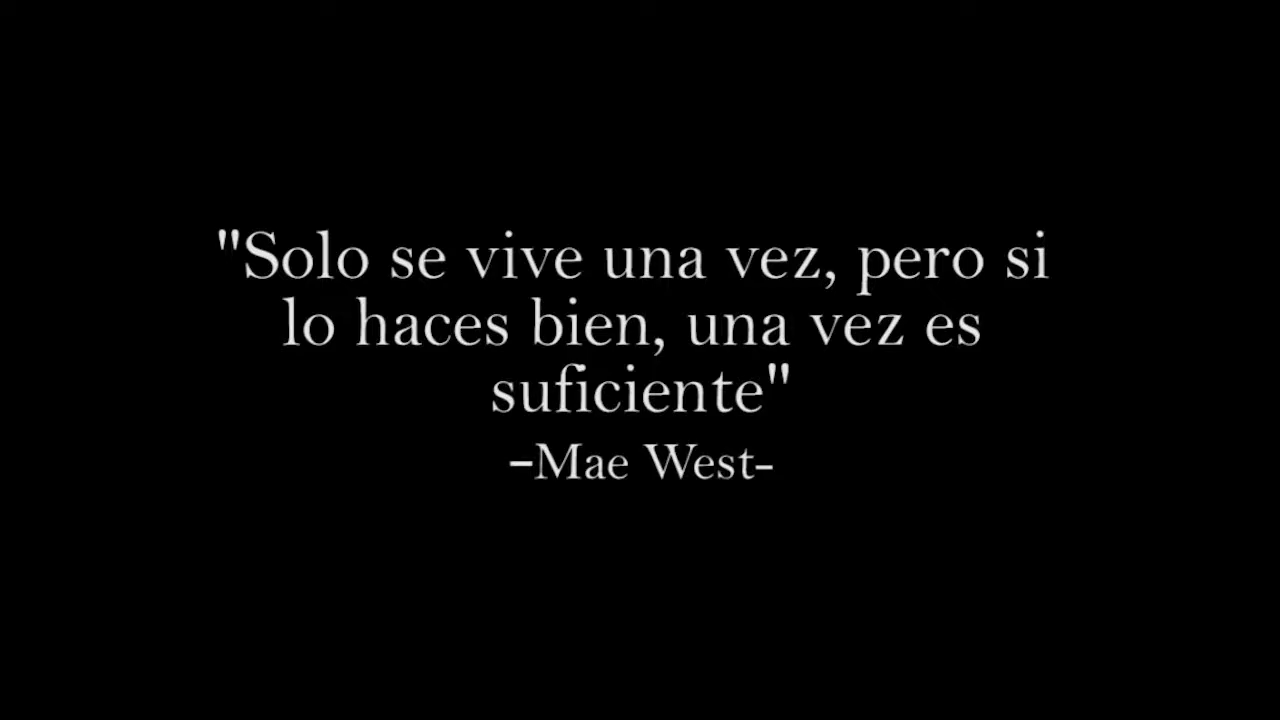 "Solo se vive una vez, pero si
lo haces bien, una vez es
suficiente"
–Mae West-